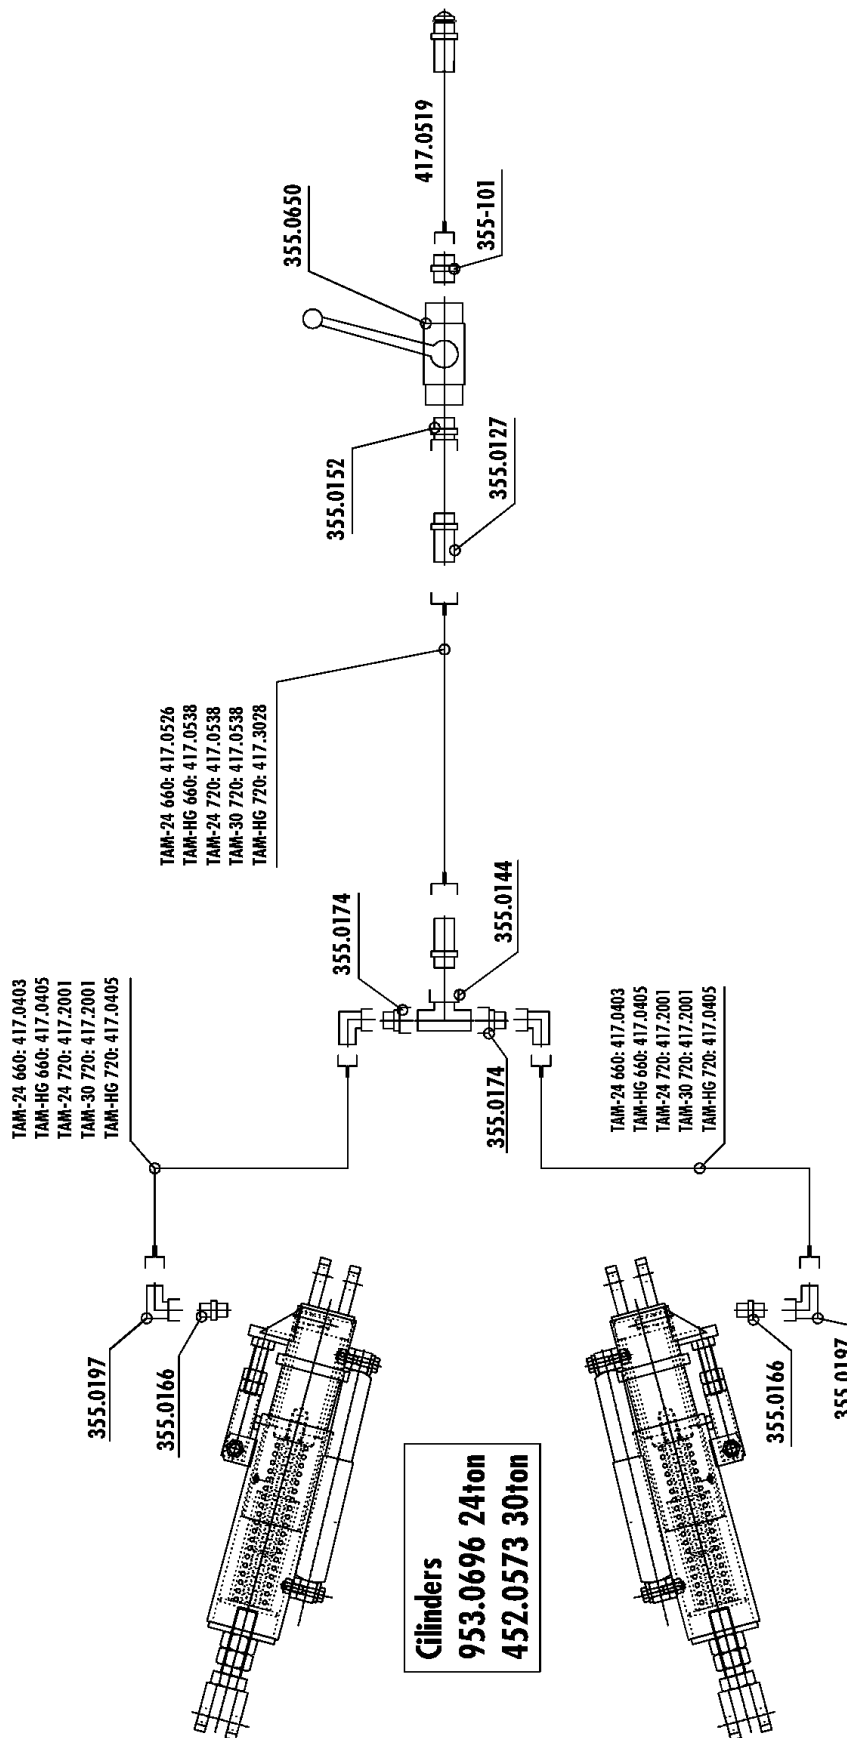 417.0519
355.0650
355-101
355.0152
355.0127
TAM-24 660: 417.0526
TAM-HG 660: 417.0538
TAM-24 720: 417.0538
TAM-30 720: 417.0538
TAM-HG 720: 417.3028
355.0174
355.0144
355.0174
TAM-24 660: 417.0403
TAM-HG 660: 417.0405
TAM-24 720: 417.2001
TAM-30 720: 417.2001
TAM-HG 720: 417.0405
TAM-24 660: 417.0403
TAM-HG 660: 417.0405
TAM-24 720: 417.2001
TAM-30 720: 417.2001
TAM-HG 720: 417.0405
355.0197
355.0166
355.0166
355.0197
Cilinders
953.0696 24ton
452.0573 30ton